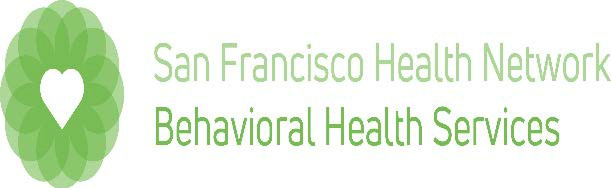 San Francisco Health Network
Behavioral Health Services